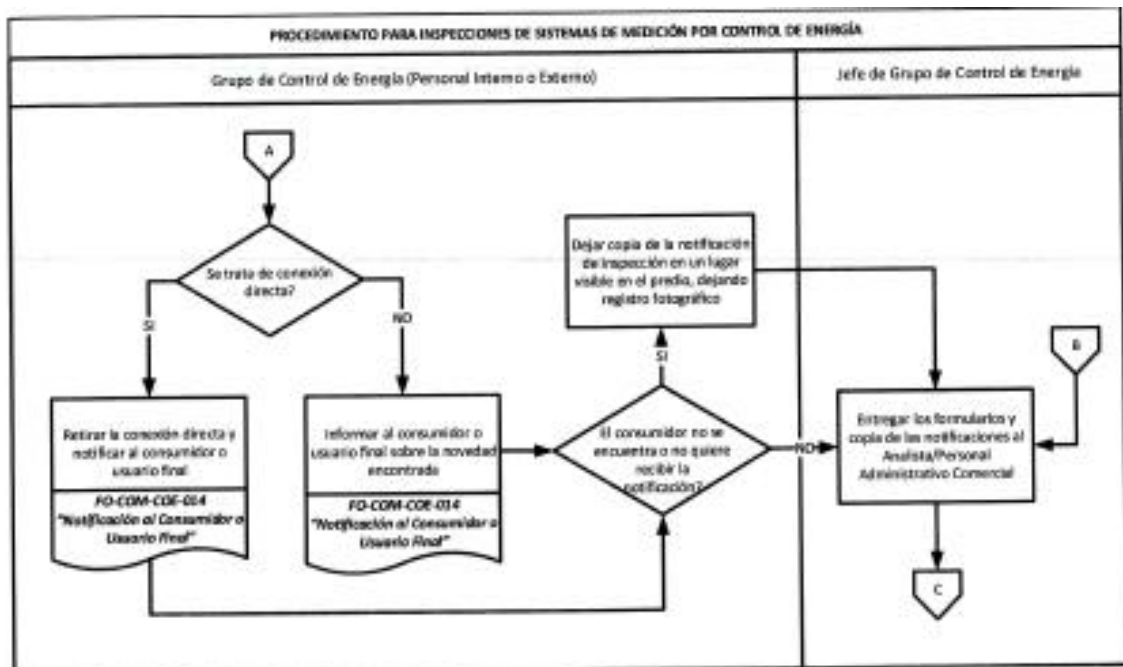 PROCEDIMIENTO PARA INSPECCIONES DE SISTEMAS DE MEDICIÓN POR CONTROL DE ENERGÍA
Grupo de Control de Energía (Personal Interno o Externo)
Jefe de Grupo de Control de Energía
A
Se trata de conexión
directa?
SI
NO
Retirar la conexión directa y
notificar al consumidor o
usuario final
FO-COM-COE-014
"Notificación al Consumidor o
Usuario Final"
Informar al consumidor o
usuario final sobre la novedad
encontrada
FO-COM-COE-014
"Notificación al Consumidor o
Usuario Final"
Dejar copia de la notificación
de inspección en un lugar
visible en el predio, dejando
registro fotográfico
SI
El consumidor no se
encuentra o no quiere
recibir la
notificación?
NO
B
Entregar los formularios y
copia de las notificaciones al
Analista/Personal
Administrativo Comercial
C